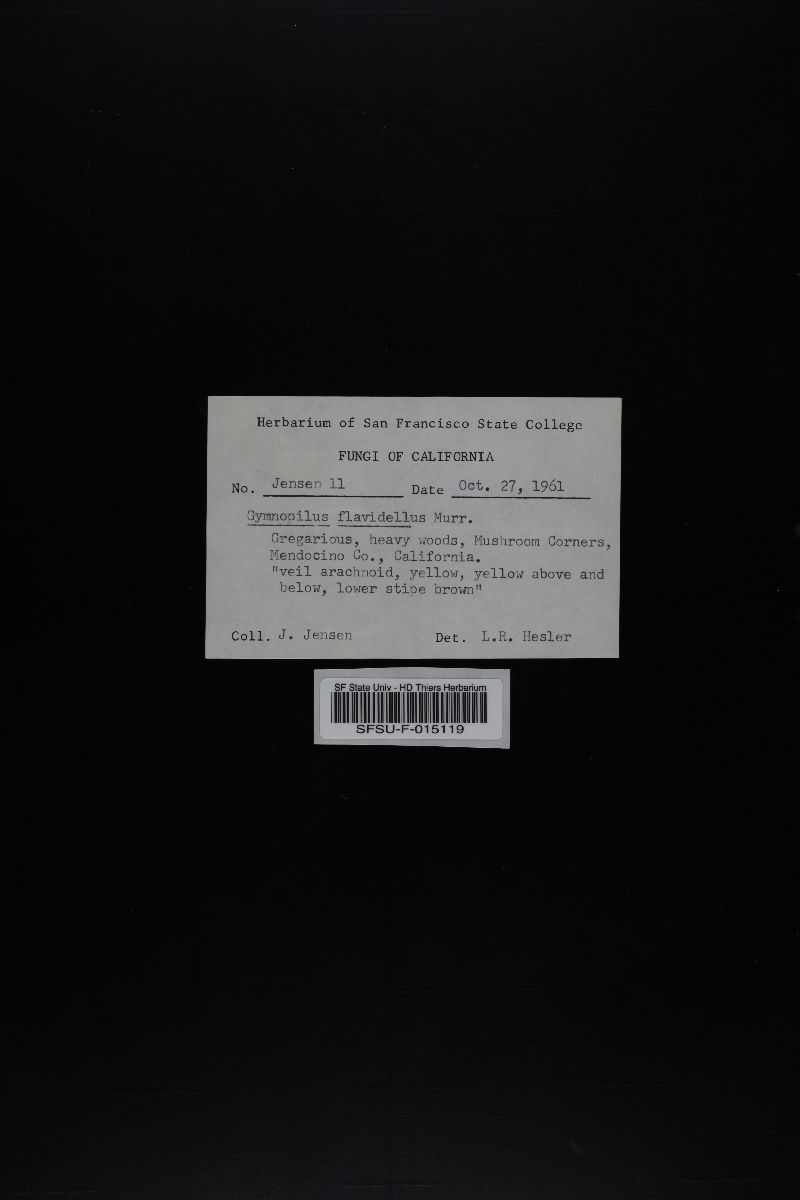 Herbarium of San Francisco State College
FUNGI OF CALIFORNIA
No. Jensen 11 Date Oct. 27, 1961
Gymnopilus flavidellus Murr.
Gregarious, heavy woods, Mushroom Corners,
Mendocino Co., California.
"veil arachnoid, yellow, yellow above and
below, lower stipe brown"
Coll. J. Jensen Det. L.R. Hesler
SF State Univ - HD Thiers Herbarium
SFSU-F-015119